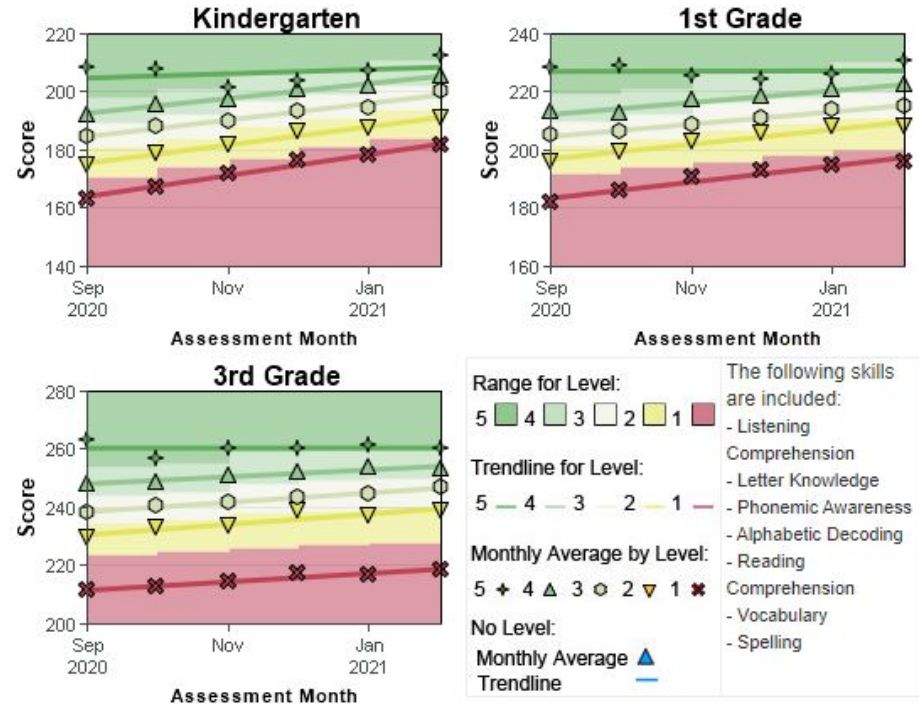 Kindergarten
220
200
180
160
140
Score
Sep
2020
Nov
Jan
2021
Assessment Month
1st Grade
240
220
200
180
160
Score
Sep
2020
Nov
Jan
2021
Assessment Month
3rd Grade
280
260
240
220
200
Score
Sep
2020
Nov
Jan
2021
Assessment Month
Range for Level:
5 4 3 2 1
Trendline for Level:
5 4 3 2 1
Monthly Average by Level:
5 4 3 2 1
No Level:
Monthly Average
Trendline
The following skills
are included:
- Listening
Comprehension
- Letter Knowledge
- Phonemic Awareness
- Alphabetic Decoding
- Reading
Comprehension
- Vocabulary
- Spelling